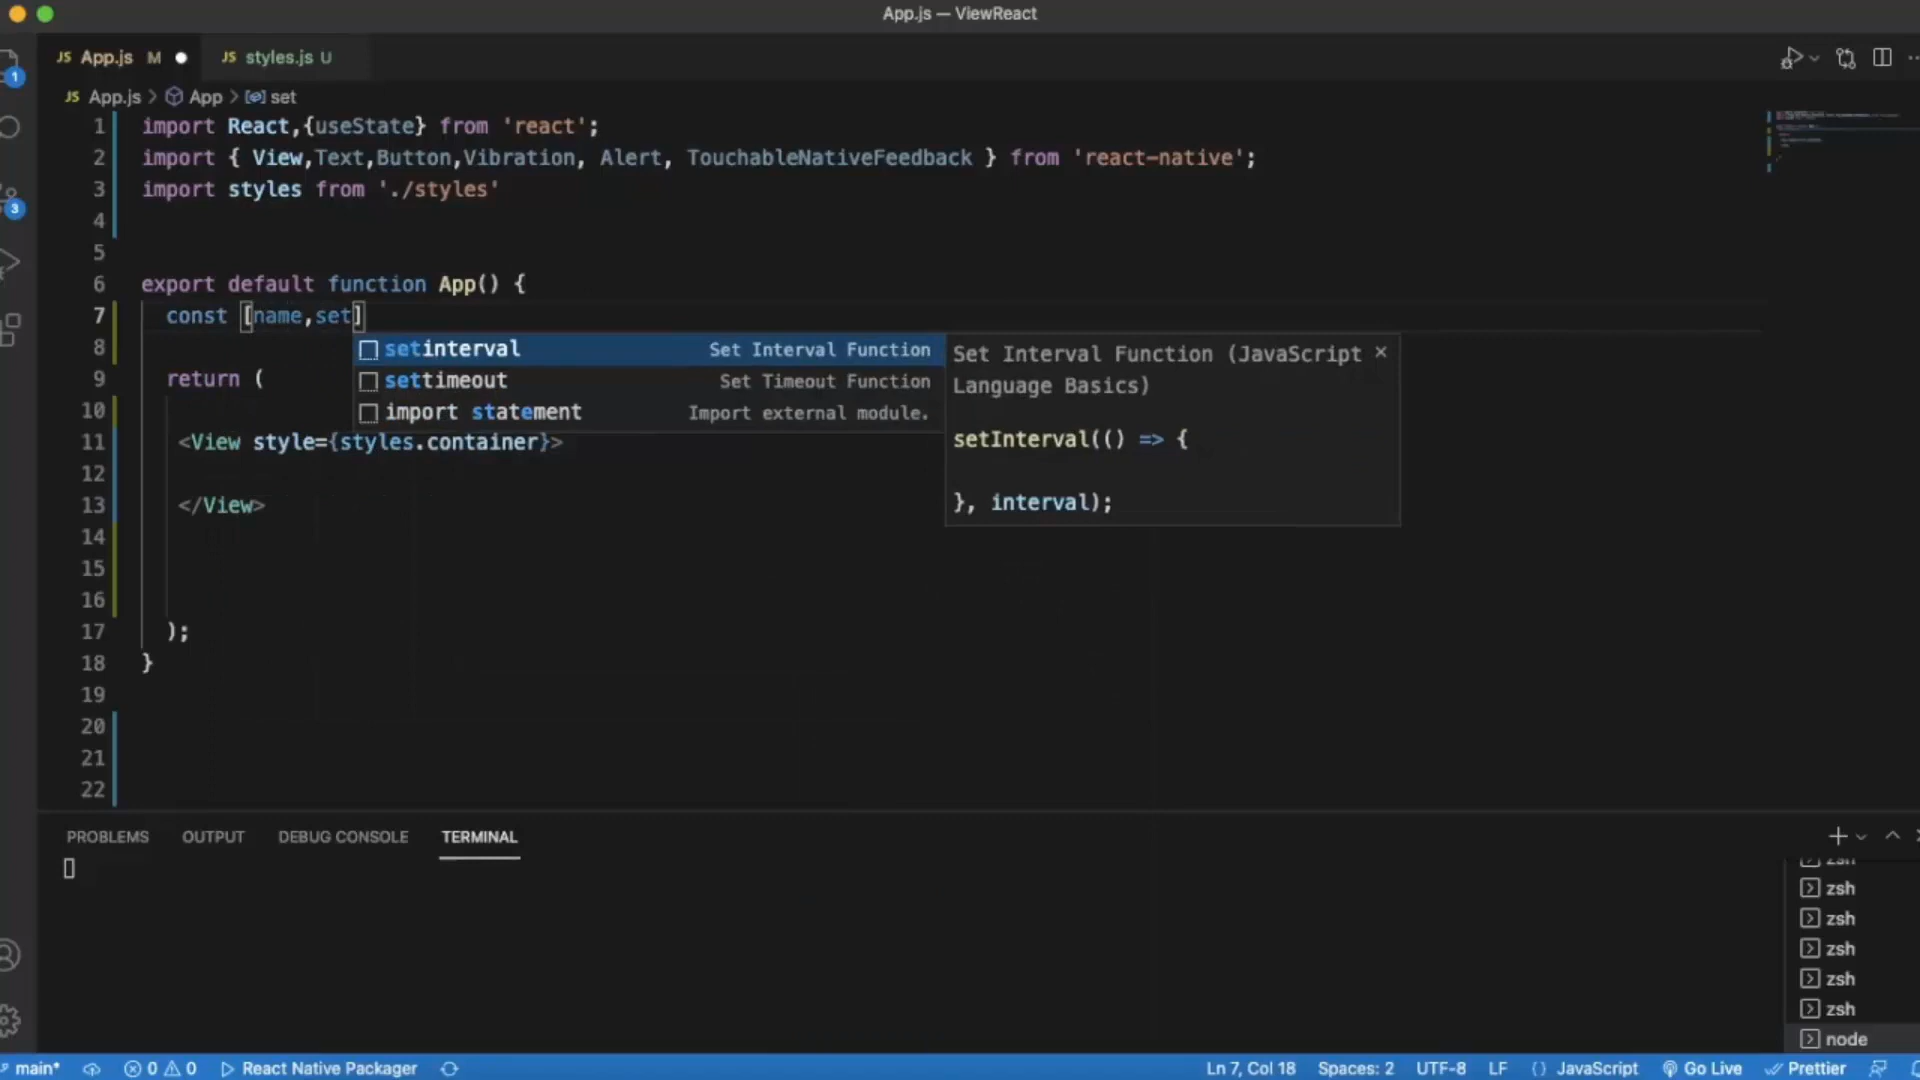 App.js — ViewReact
JS App.js M
JS styles.js U
1
JS App.js > App > set
1 import React,{useState} from 'react';
2 import { View,Text,Button,Vibration, Alert, TouchableNativeFeedback } from 'react-native';
3 import styles from './styles'
3
4
5
6 export default function App() {
7 const [name,set]
8
setinterval Set Interval Function
settimeout Set Timeout Function
import statement Import external module.
Set Interval Function (JavaScript
Language Basics)
setInterval(() => {
}, interval);
9 return (
10
11 <View style={styles.container}>
12
13 </View>
14
15
16
17 );
18 }
19
20
21
22
PROBLEMS OUTPUT DEBUG CONSOLE TERMINAL
zsh
zsh
zsh
zsh
zsh
zsh
node
main* 0 0 React Native Packager Ln 7, Col 18 Spaces: 2 UTF-8 LF {} JavaScript Go Live Prettier